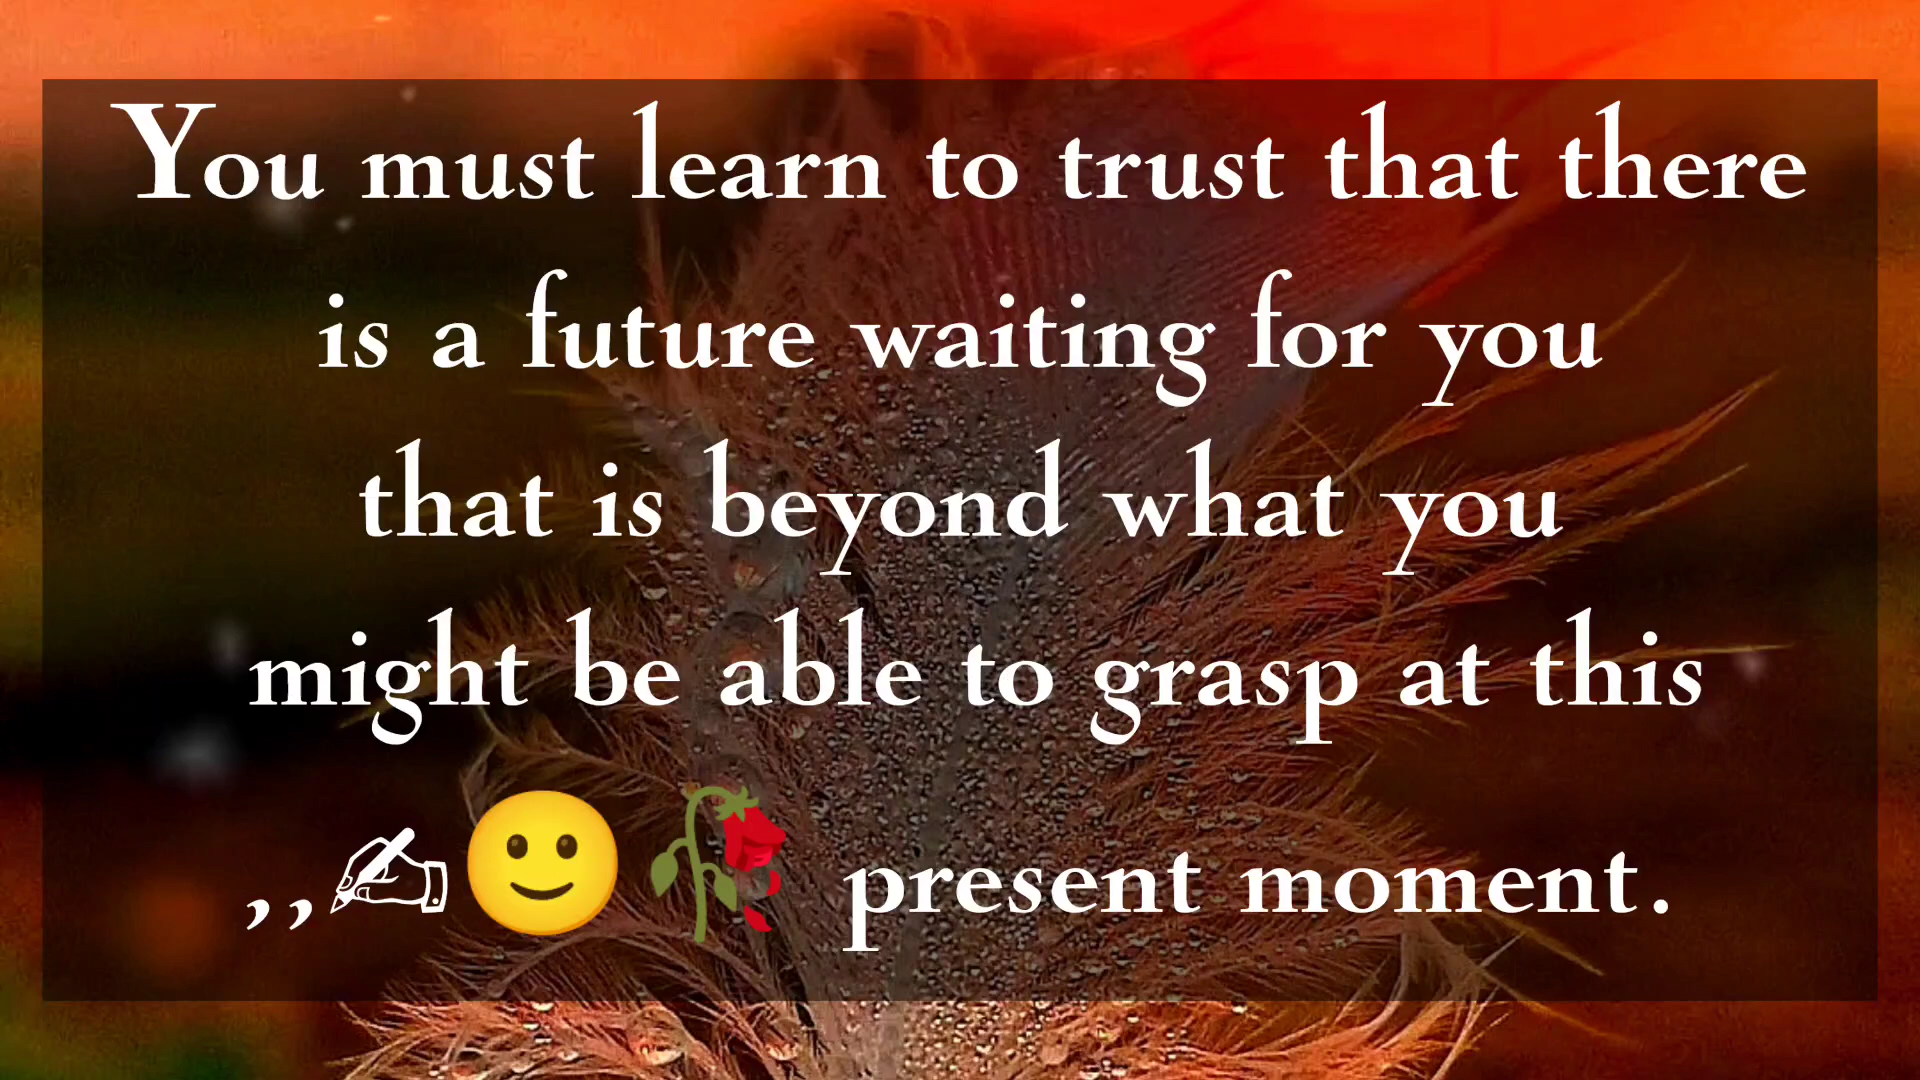 You must learn to trust that there
is a future waiting for you
that is beyond what you
might be able to grasp at this
,,✍🙂🥀 present moment.